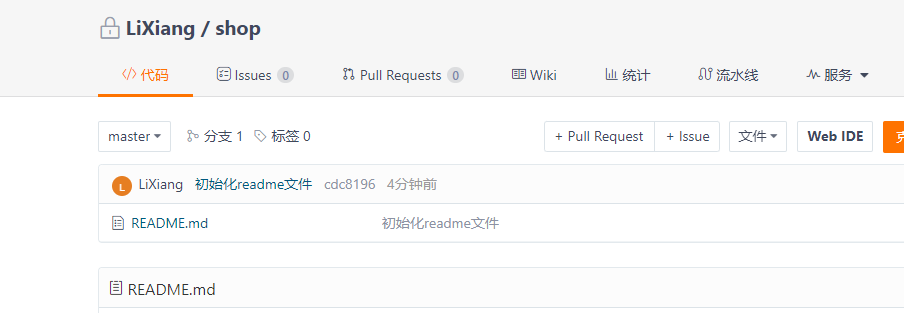 LiXiang / shop
</> 代码 Issues 0 Pull Requests 0 Wiki 统计 流水线 服务
master 分支 1 标签 0 + Pull Request + Issue 文件 Web IDE
L LiXiang 初始化readme文件 cdc8196 4分钟前
README.md 初始化readme文件
README.md